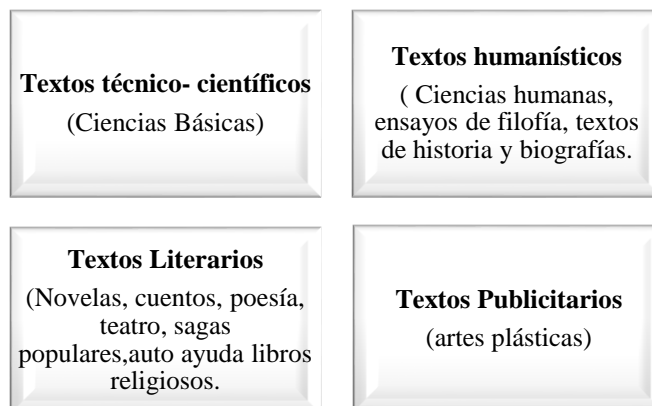 Textos técnico- científicos
(Ciencias Básicas)
Textos humanísticos
( Ciencias humanas,
ensayos de filofía, textos
de historia y biografías.
Textos Literarios
(Novelas, cuentos, poesía,
teatro, sagas
populares,auto ayuda libros
religiosos.
Textos Publicitarios
(artes plásticas)